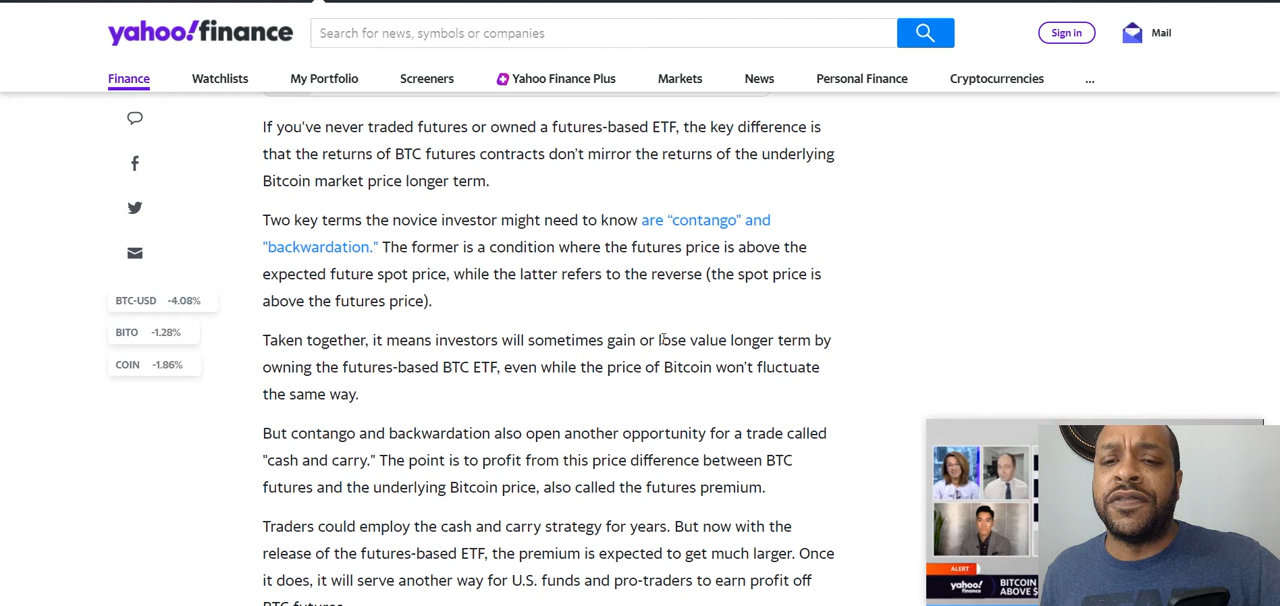 yahoo!finance
Search for news, symbols or companies
Sign in
Mail
Finance Watchlists My Portfolio Screeners Yahoo Finance Plus Markets News Personal Finance Cryptocurrencies ...
If you've never traded futures or owned a futures-based ETF, the key difference is
that the returns of BTC futures contracts don't mirror the returns of the underlying
Bitcoin market price longer term.
Two key terms the novice investor might need to know are “contango” and
"backwardation." The former is a condition where the futures price is above the
expected future spot price, while the latter refers to the reverse (the spot price is
above the futures price).
BTC-USD -4.08%
BITO -1.28%
COIN -1.86%
Taken together, it means investors will sometimes gain or lose value longer term by
owning the futures-based BTC ETF, even while the price of Bitcoin won’t fluctuate
the same way.
But contango and backwardation also open another opportunity for a trade called
"cash and carry." The point is to profit from this price difference between BTC
futures and the underlying Bitcoin price, also called the futures premium.
Traders could employ the cash and carry strategy for years. But now with the
release of the futures-based ETF, the premium is expected to get much larger. Once
it does, it will serve another way for U.S. funds and pro-traders to earn profit off
BTC futures.
ALERT
yahoo!
finance
BITCOIN
ABOVE $